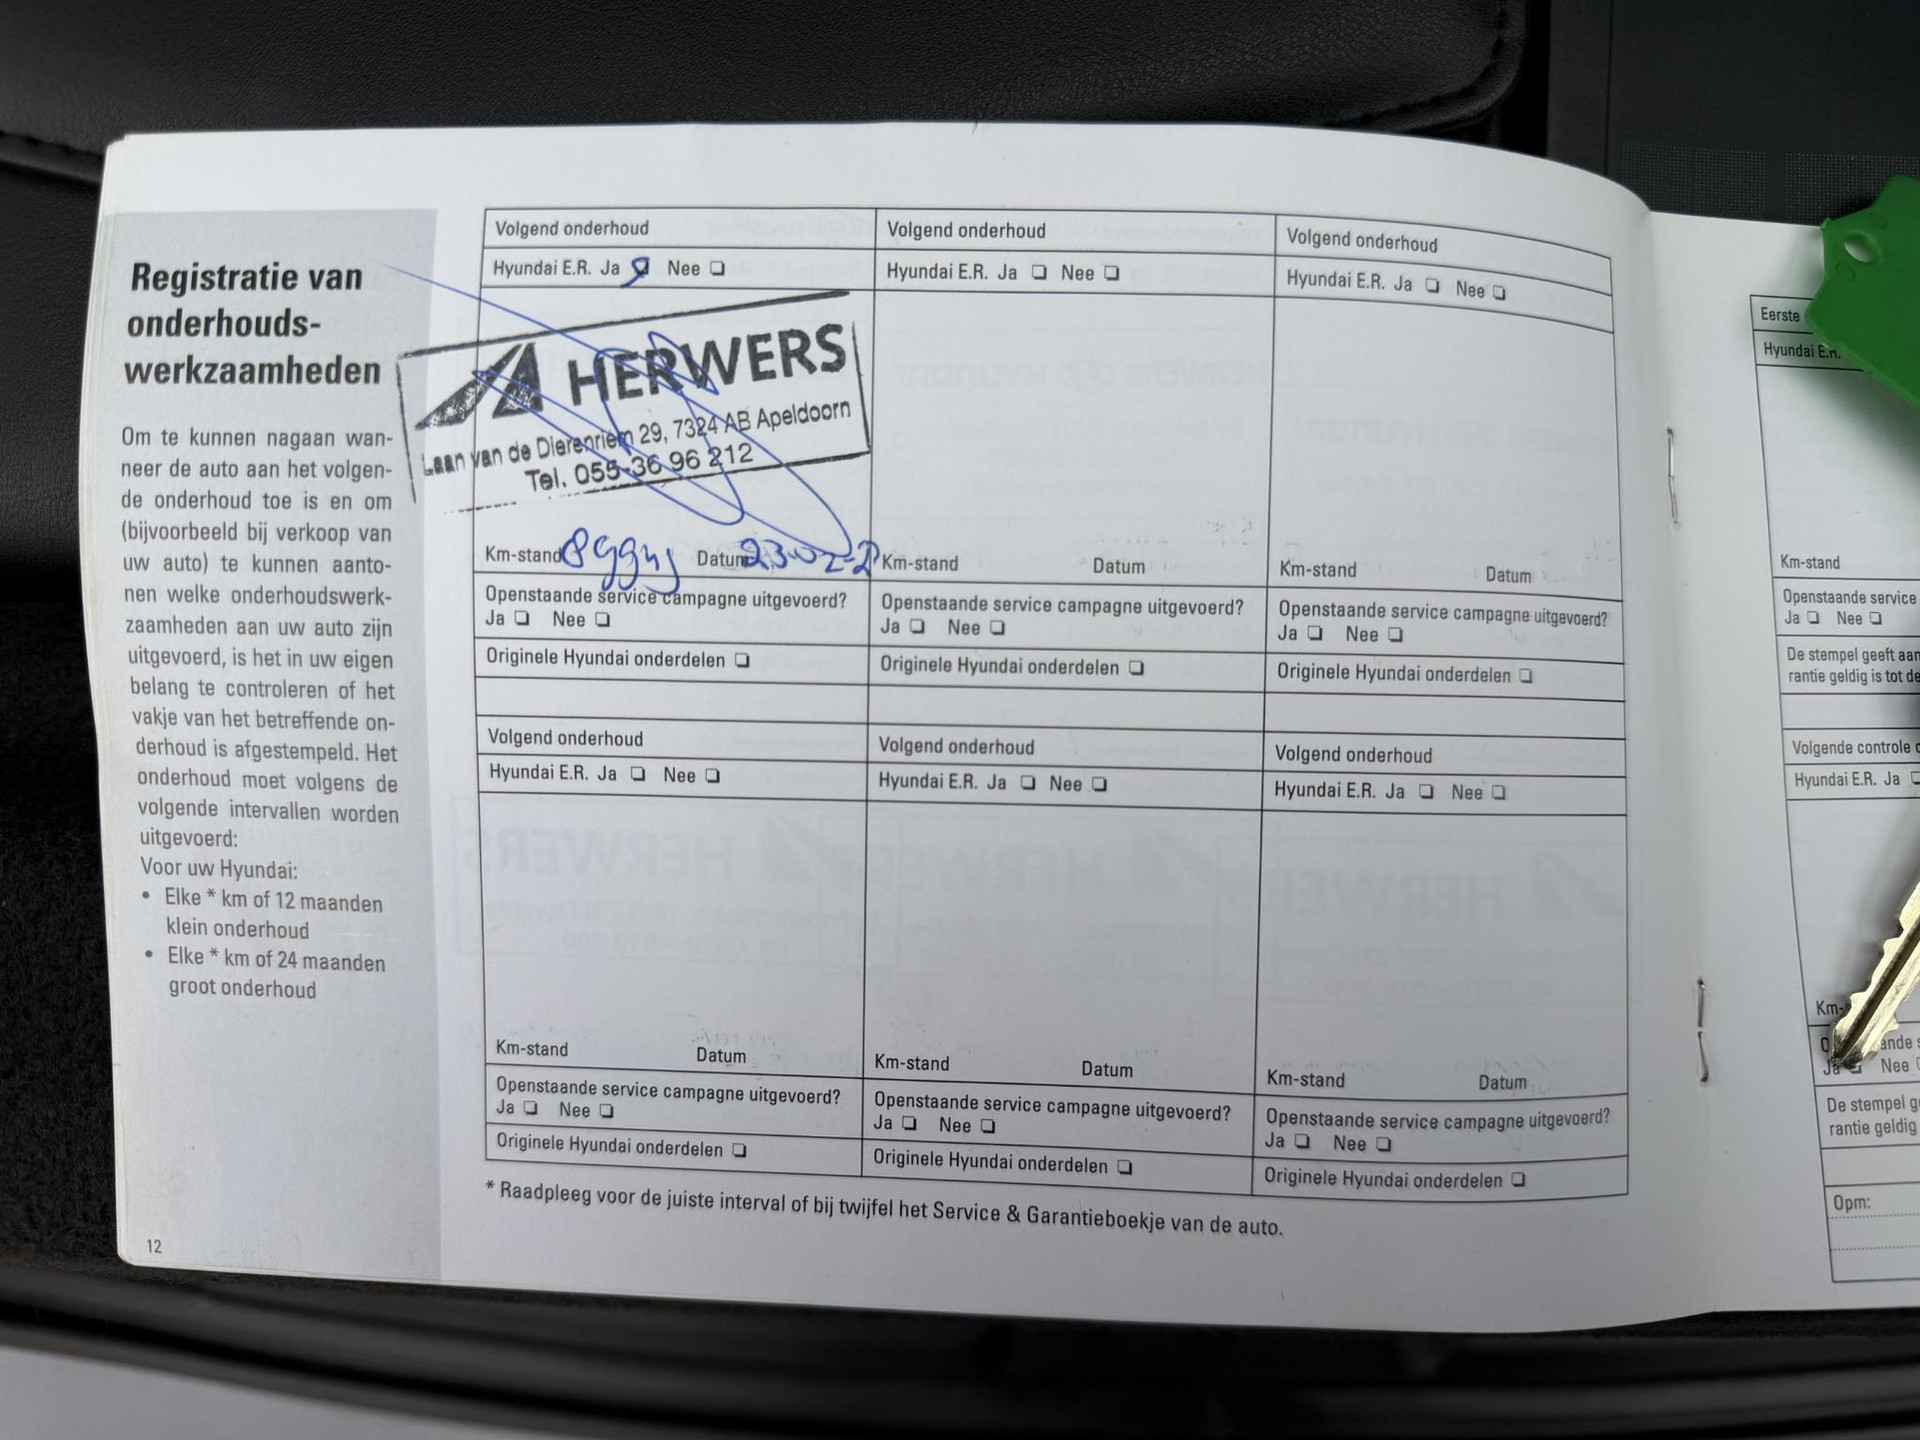 Registratie van
onderhouds-
werkzaamheden
Om te kunnen nagaan wan-
neer de auto aan het volgen-
de onderhoud toe is en om
(bijvoorbeeld bij verkoop van
uw auto) te kunnen aanto-
nen welke onderhoudswerk-
zaamheden aan uw auto zijn
uitgevoerd, is het in uw eigen
belang te controleren of het
vakje van het betreffende on-
derhoud is afgestempeld. Het
onderhoud moet volgens de
volgende intervallen worden
uitgevoerd:
Voor uw Hyundai:
• Elke * km of 12 maanden
klein onderhoud
• Elke * km of 24 maanden
groot onderhoud
12
Volgend onderhoud
Hyundai E.R. Ja Nee
HERWERS
Laan van de Dierenriem 29, 7324 AB Apeldoorn
Tel. 055-36 96 212
Km-stand Datum
Openstaande service campagne uitgevoerd?
Ja Nee
Originele Hyundai onderdelen
Volgend onderhoud
Hyundai E.R. Ja Nee
Km-stand Datum
Openstaande service campagne uitgevoerd?
Ja Nee
Originele Hyundai onderdelen
Volgend onderhoud
Hyundai E.R. Ja Nee
Km-stand Datum
Openstaande service campagne uitgevoerd?
Ja Nee
Originele Hyundai onderdelen
Volgend onderhoud
Hyundai E.R. Ja Nee
Km-stand Datum
Openstaande service campagne uitgevoerd?
Ja Nee
Originele Hyundai onderdelen
Volgend onderhoud
Hyundai E.R. Ja Nee
Km-stand Datum
Openstaande service campagne uitgevoerd?
Ja Nee
Originele Hyundai onderdelen
Volgend onderhoud
Hyundai E.R. Ja Nee
Km-stand Datum
Openstaande service campagne uitgevoerd?
Ja Nee
Originele Hyundai onderdelen
* Raadpleeg voor de juiste interval of bij twijfel het Service & Garantieboekje van de auto.
Eerste
Hyundai E.R.
Km-stand
Openstaande service
Ja Nee
De stempel geeft aan
rantie geldig is tot de
Volgende controle
Hyundai E.R. Ja
Km-
Ja Nee
De stempel
rantie geldig
Opm: